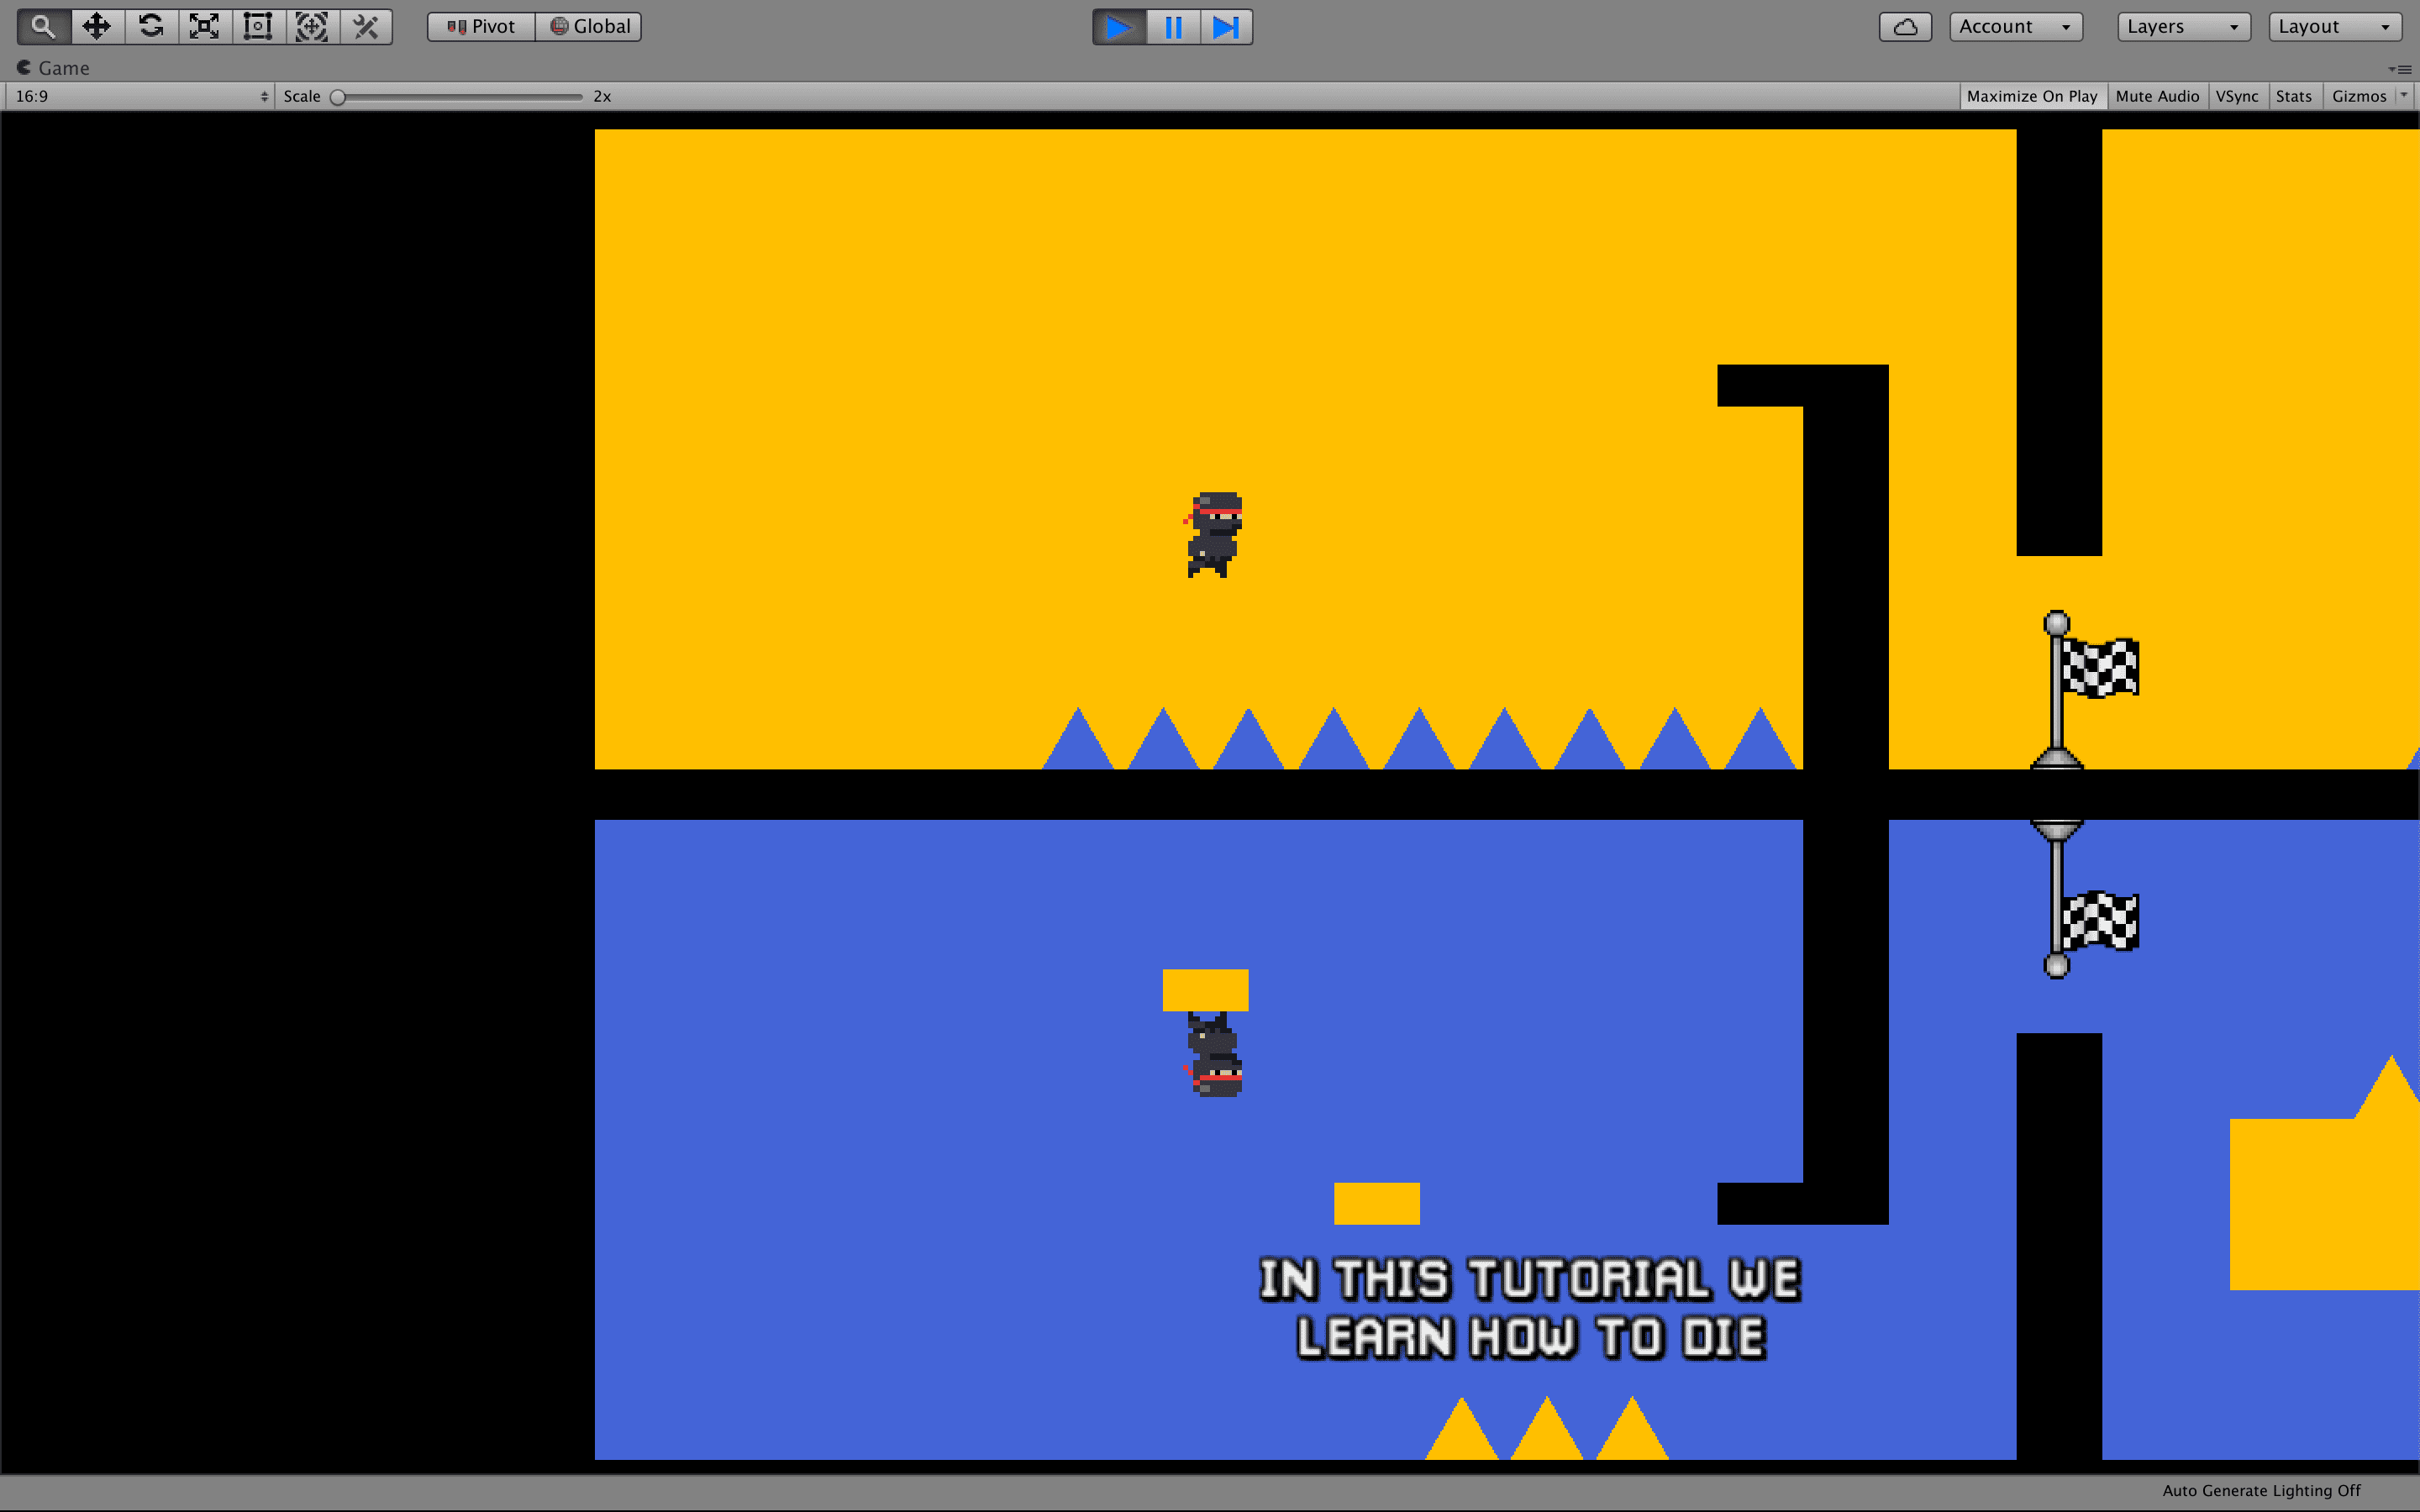 Pivot Global Account Layers Layout
Game
16:9 Scale 2x Maximize On Play Mute Audio VSync Stats Gizmos
IN THIS TUTORIAL WE
LEARN HOW TO DIE
Auto Generate Lighting Off